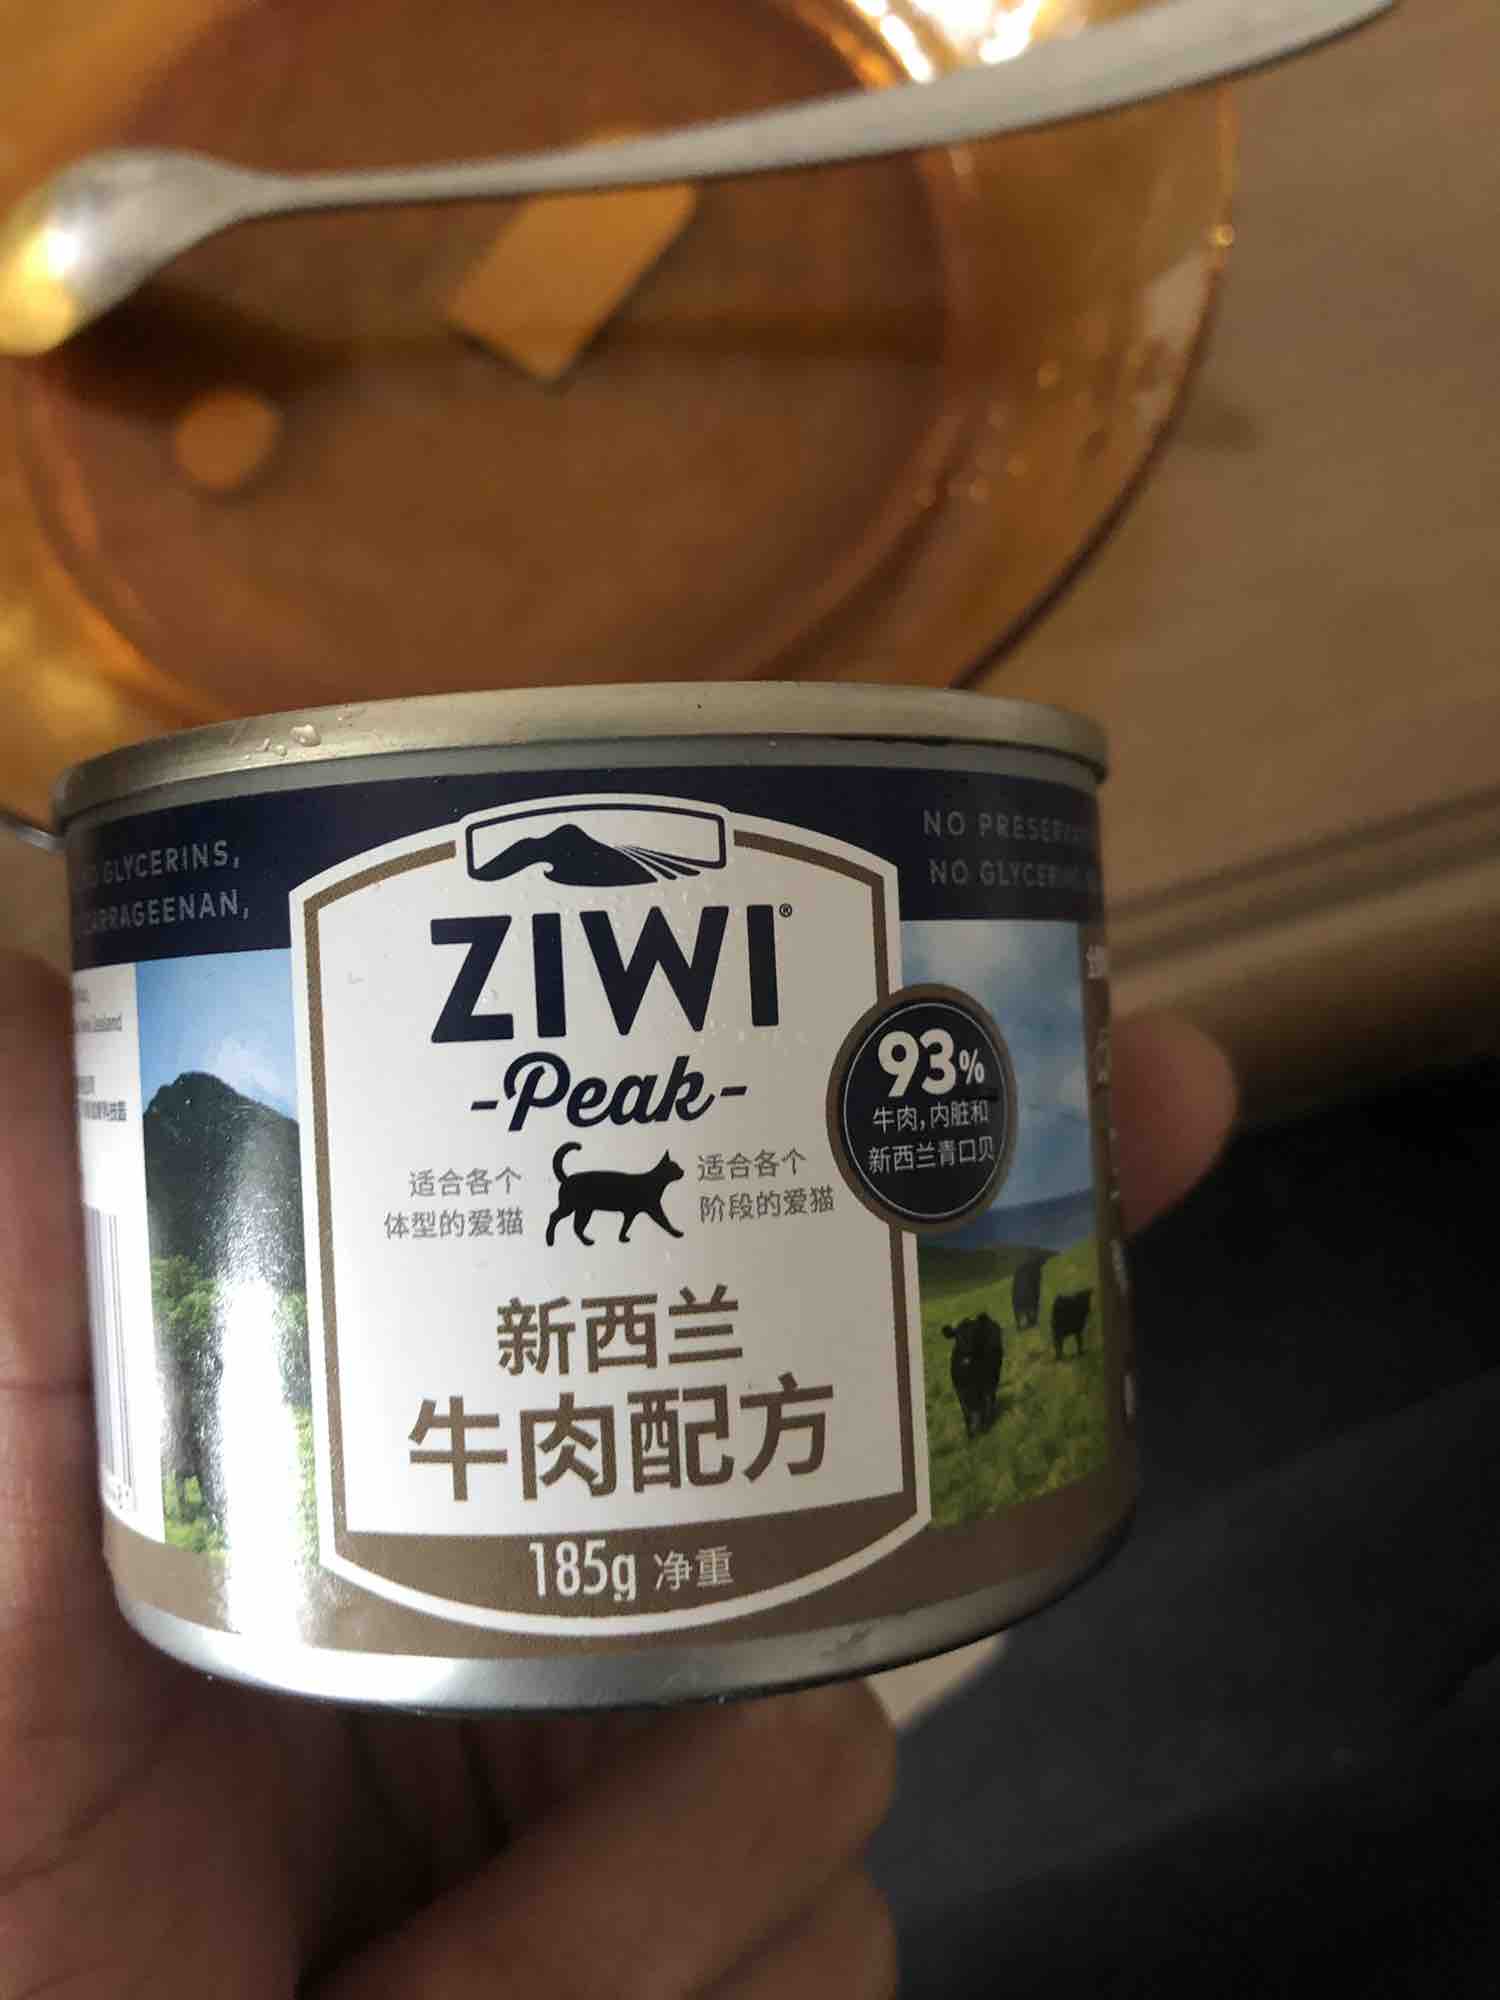 GLYCERINS,
CARRAGEENAN,
NO
NO
ZIWI®
-Peak-
93%
牛肉,内脏和
新西兰青口贝
适合各个
体型的爱猫
适合各个
阶段的爱猫
新西兰
牛肉配方
185g 净重